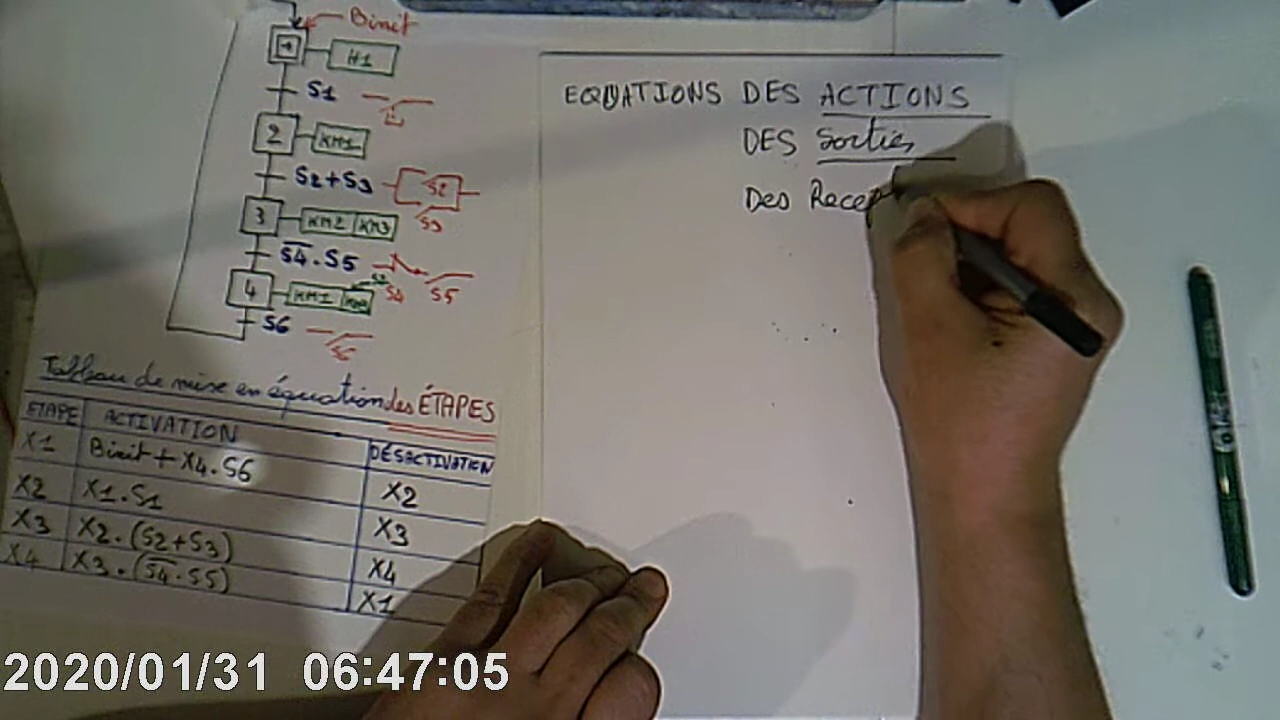 Binit
1 H1
S1
2 KM1
S2+S3 S2
S3
3 KM2 KM3
S4̅.S5
S4 S5
4 KM1
S6
S6
Tableau de mise en équation des ÉTAPES
ETAPE ACTIVATION DÉSACTIVATION
X1 Binit + X4.S6 X2
X2 X1.S1 X3
X3 X2.(S2+S3) X4
X4 X3.(S4̅.S5) X1
EQUATIONS DES ACTIONS
DES Sorties
Des Recep
2020/01/31 06:47:05